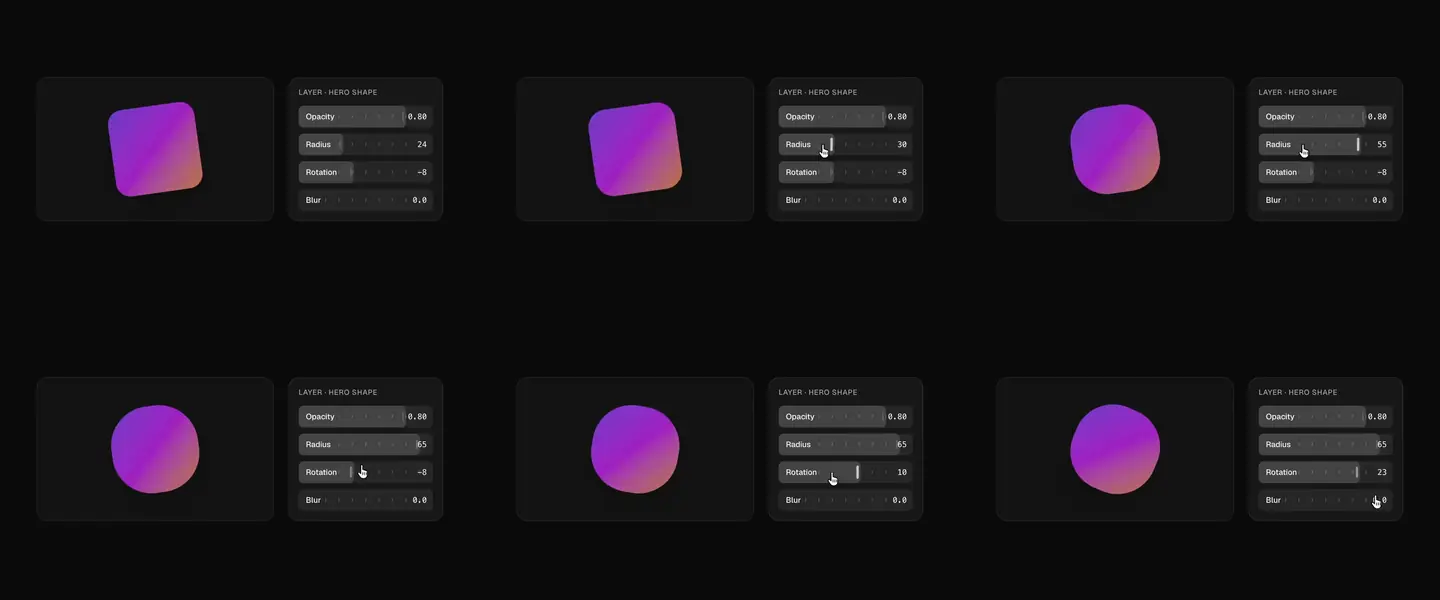 LAYER · HERO SHAPE
Opacity 0.80
Radius 24
Rotation −8
Blur 0.0
LAYER · HERO SHAPE
Opacity 0.80
Radius 30
Rotation −8
Blur 0.0
LAYER · HERO SHAPE
Opacity 0.80
Radius 55
Rotation −8
Blur 0.0
LAYER · HERO SHAPE
Opacity 0.80
Radius 65
Rotation −8
Blur 0.0
LAYER · HERO SHAPE
Opacity 0.80
Radius 65
Rotation 10
Blur 0.0
LAYER · HERO SHAPE
Opacity 0.80
Radius 65
Rotation 23
Blur